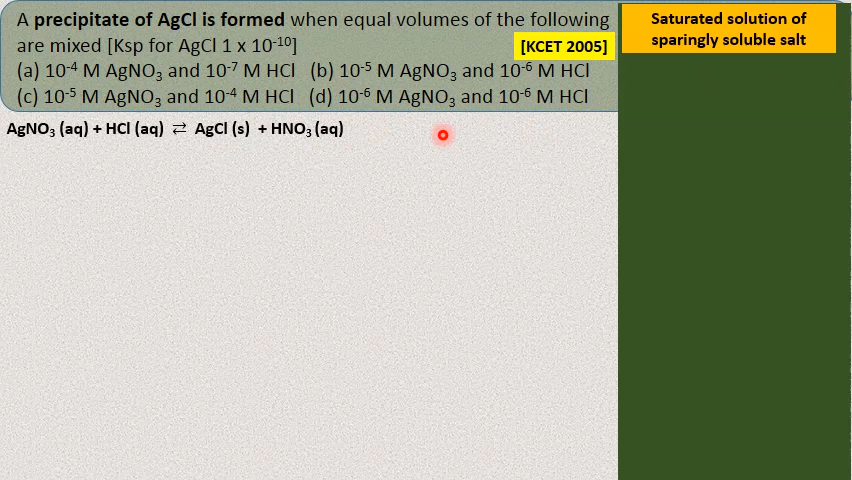 A precipitate of AgCl is formed when equal volumes of the following
are mixed [Ksp for AgCl 1 x 10⁻¹⁰]
[KCET 2005]
(a) 10⁻⁴ M AgNO₃ and 10⁻⁷ M HCl (b) 10⁻⁵ M AgNO₃ and 10⁻⁶ M HCl
(c) 10⁻⁵ M AgNO₃ and 10⁻⁴ M HCl (d) 10⁻⁶ M AgNO₃ and 10⁻⁶ M HCl
AgNO₃ (aq) + HCl (aq) ⇄ AgCl (s) + HNO₃ (aq)
Saturated solution of
sparingly soluble salt